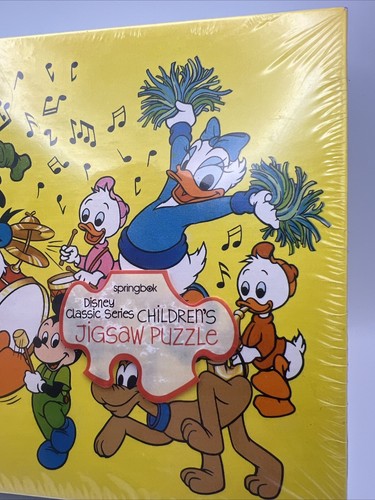 springbok
Disney
Classic Series CHILDREN'S
JIGSAW PUZZLE